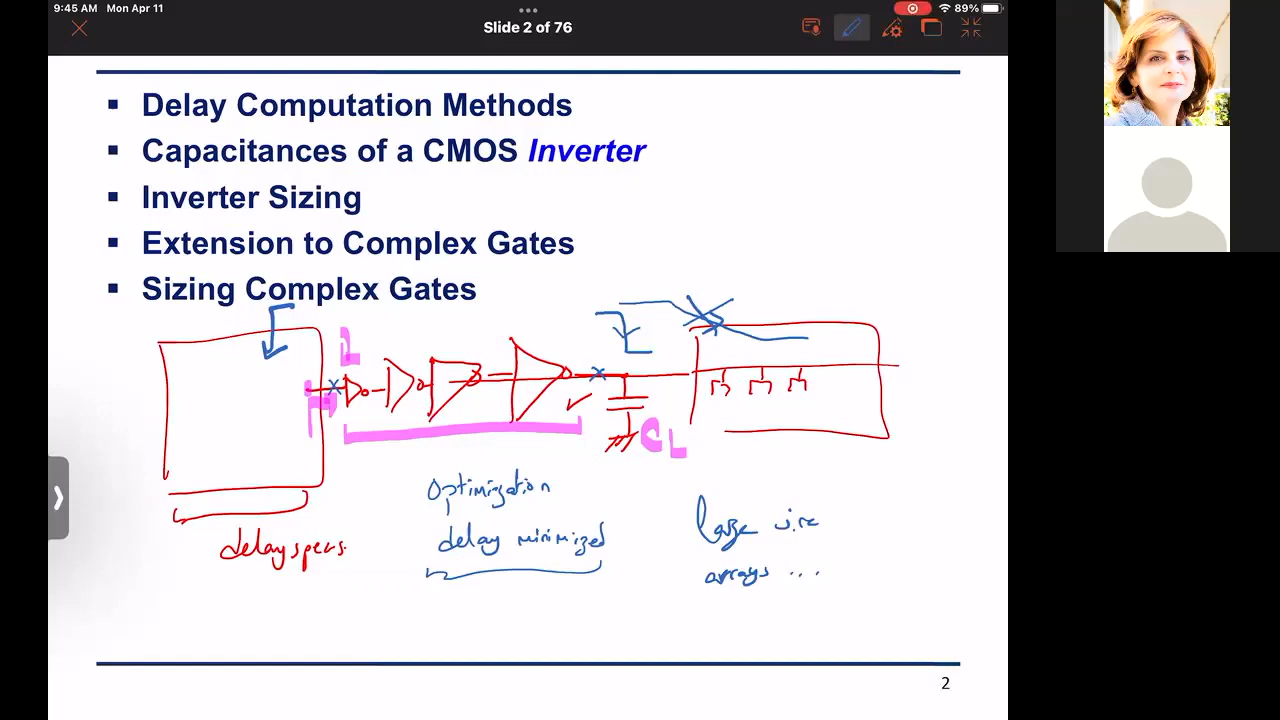 9:45 AM Mon Apr 11
89%
Slide 2 of 76
▪ Delay Computation Methods
▪ Capacitances of a CMOS Inverter
▪ Inverter Sizing
▪ Extension to Complex Gates
▪ Sizing Complex Gates
CL
Optimization
delay minimized
delay specs.
large wire
arrays ...
2